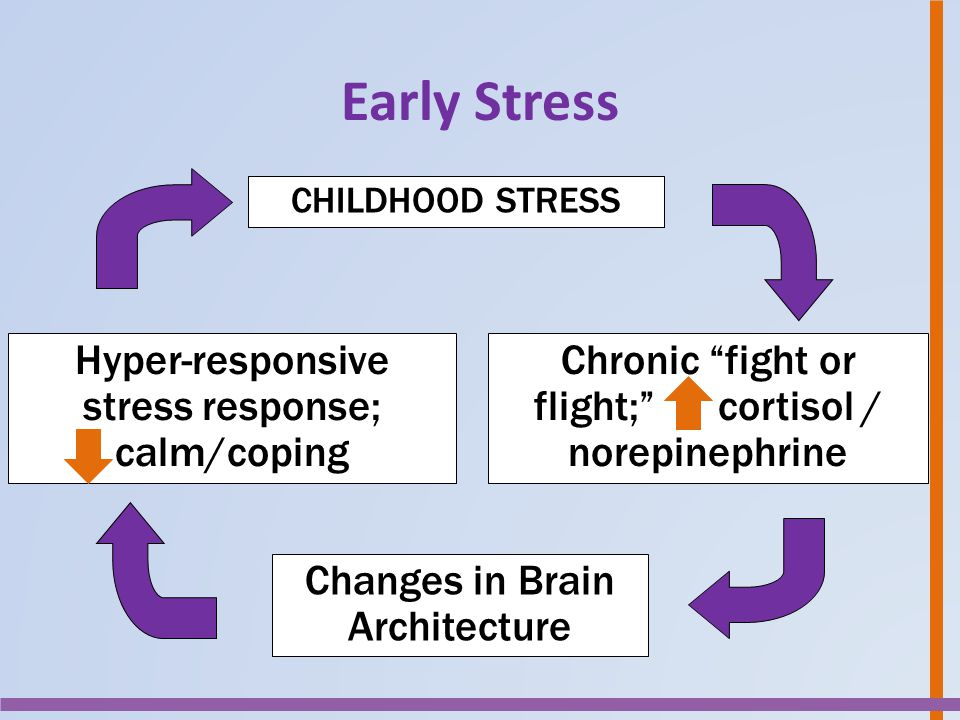 Early Stress
CHILDHOOD STRESS
Hyper-responsive
stress response;
calm/coping
Chronic “fight or
flight;” cortisol /
norepinephrine
Changes in Brain
Architecture